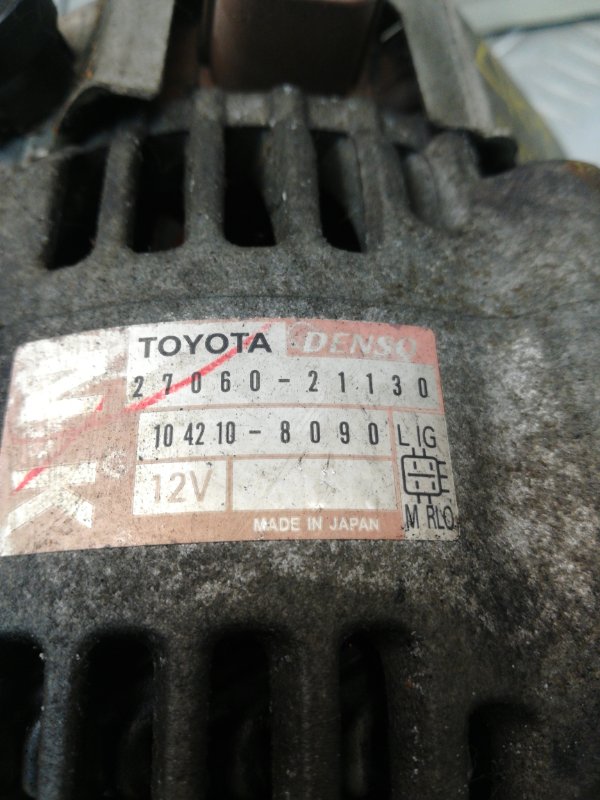 TOYOTA DENSO
27060-21130
104210-8090
L IG
12V
M RLO
MADE IN JAPAN